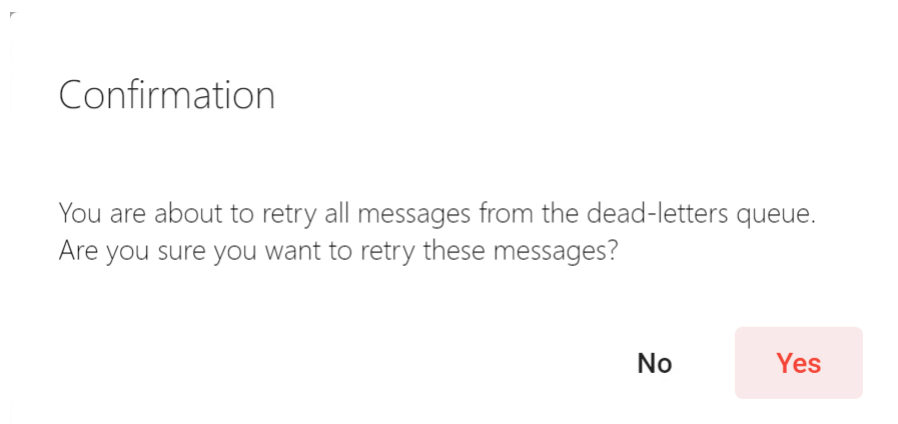 Confirmation
You are about to retry all messages from the dead-letters queue.
Are you sure you want to retry these messages?
No
Yes